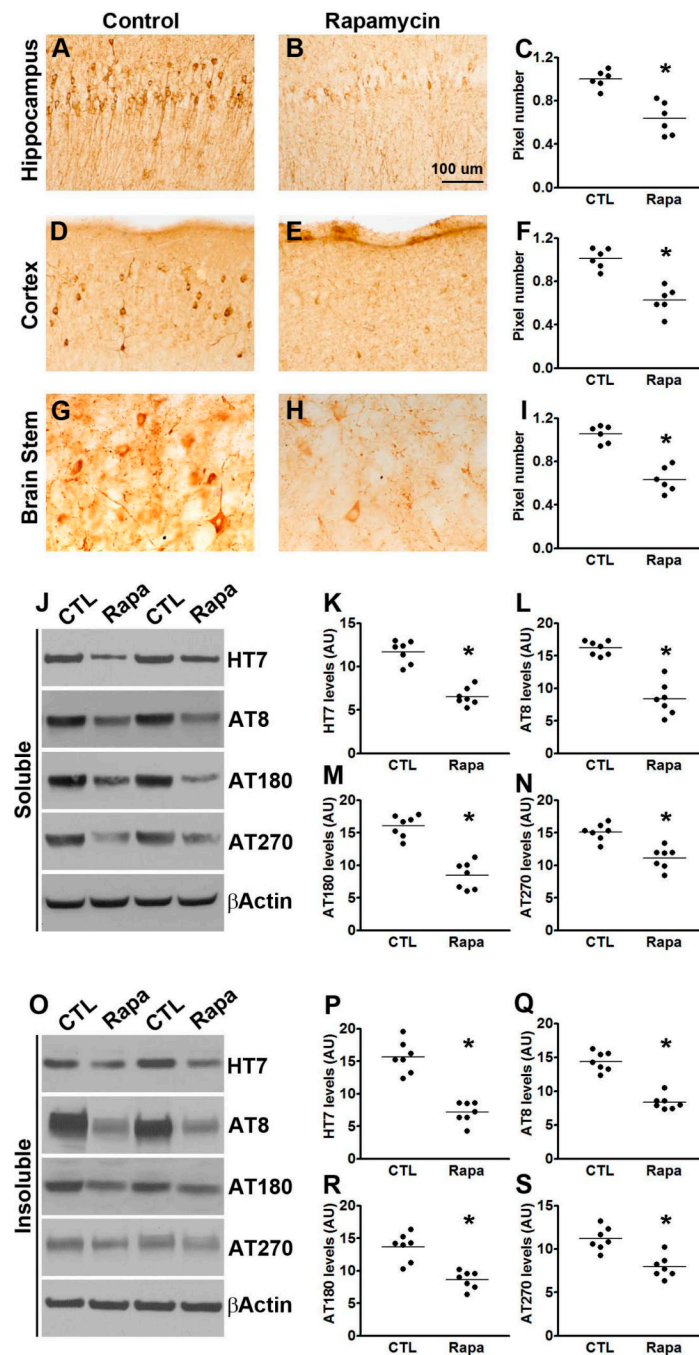 Control Rapamycin
Hippocampus
A
B
100 um
C
Pixel number
1.2
0.8
0.4
0.0
*
CTL Rapa
Cortex
D
E
F
Pixel number
1.2
0.8
0.4
0.0
*
CTL Rapa
Brain Stem
G
H
I
Pixel number
1.2
0.8
0.4
0.0
*
CTL Rapa
Soluble
J
CTL Rapa CTL Rapa
HT7
AT8
AT180
AT270
βActin
K
HT7 levels (AU)
15
10
5
0
*
CTL Rapa
L
AT8 levels (AU)
20
15
10
5
0
*
CTL Rapa
M
AT180 levels (AU)
20
15
10
5
0
*
CTL Rapa
N
AT270 levels (AU)
20
15
10
5
0
*
CTL Rapa
Insoluble
O
CTL Rapa CTL Rapa
HT7
AT8
AT180
AT270
βActin
P
HT7 levels (AU)
20
15
10
5
0
*
CTL Rapa
Q
AT8 levels (AU)
20
15
10
5
0
*
CTL Rapa
R
AT180 levels (AU)
20
15
10
5
0
*
CTL Rapa
S
AT270 levels (AU)
15
10
5
0
*
CTL Rapa